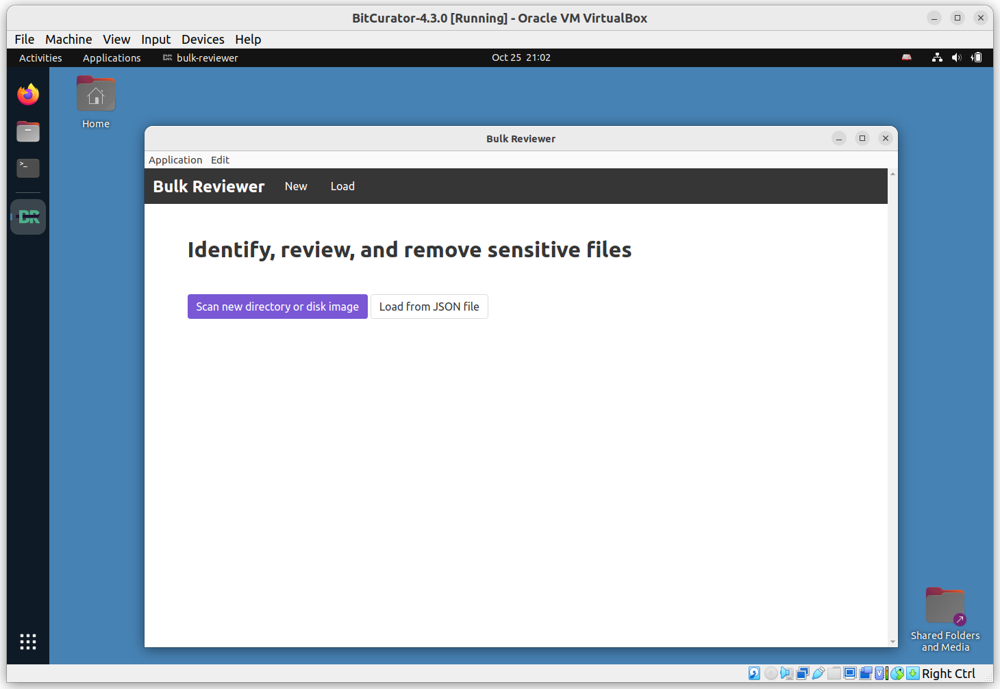 BitCurator-4.3.0 [Running] - Oracle VM VirtualBox
File Machine View Input Devices Help
Activities Applications DR bulk-reviewer Oct 25 21:02
Home
>_
DR
Bulk Reviewer
Application Edit
Bulk Reviewer New Load
Identify, review, and remove sensitive files
Scan new directory or disk image Load from JSON file
Shared Folders
and Media
V
Right Ctrl